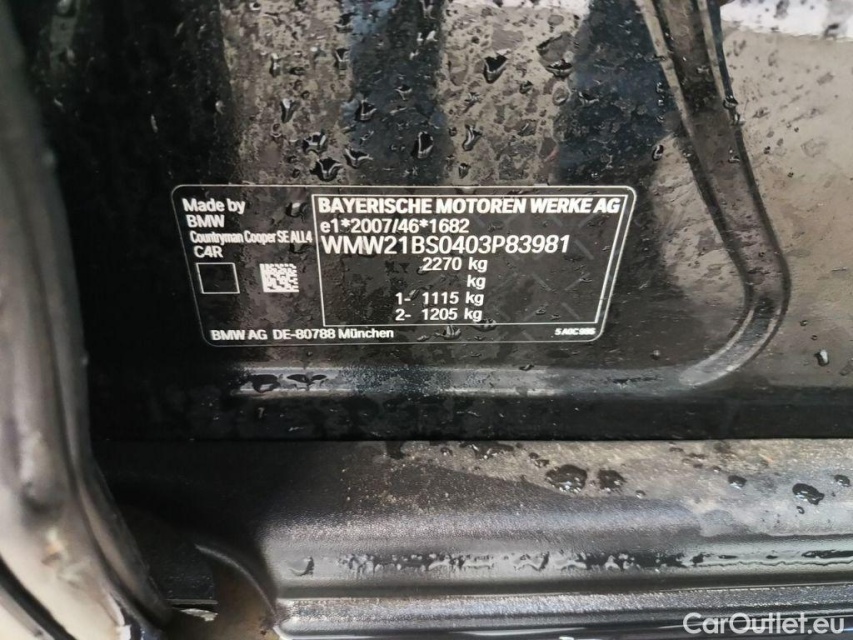 Made by
BMW
Countryman Cooper SE ALL4
C4R
BAYERISCHE MOTOREN WERKE AG
e1*2007/46*1682
WMW21BS0403P83981
2270 kg
kg
1- 1115 kg
2- 1205 kg
BMW AG DE-80788 München
CarOutlet.eu